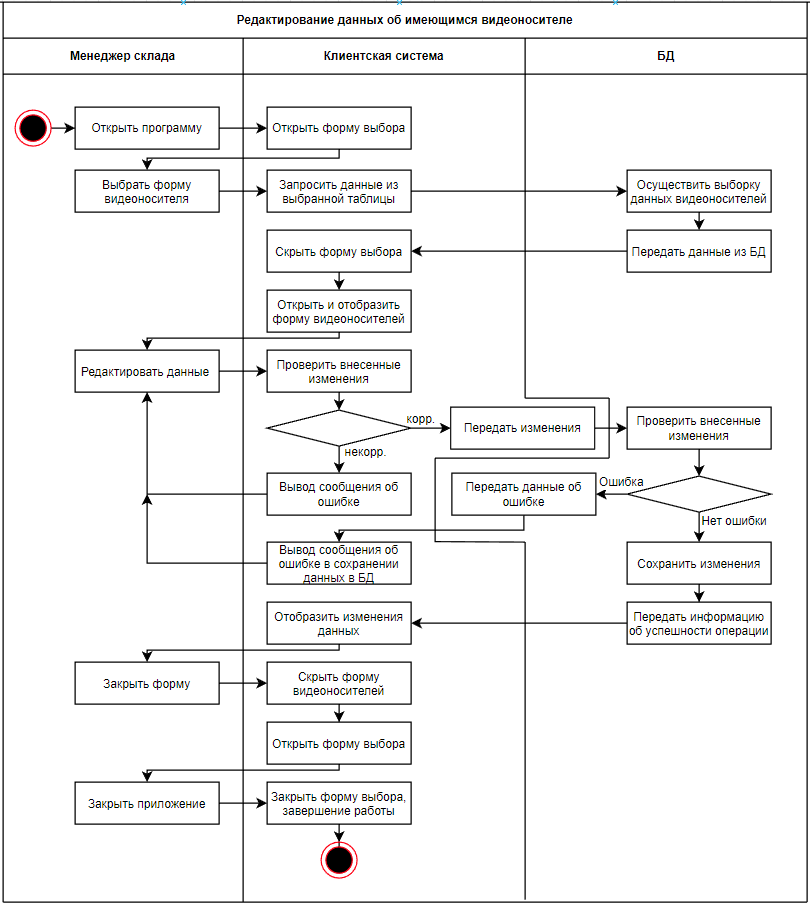 Редактирование данных об имеющимся видеоносителе
Менеджер склада
Клиентская система
БД
Открыть программу
Открыть форму выбора
Выбрать форму
видеоносителя
Запросить данные из
выбранной таблицы
Осуществить выборку
данных видеоносителей
Скрыть форму выбора
Передать данные из БД
Открыть и отобразить
форму видеоносителей
Редактировать данные
Проверить внесенные
изменения
корр.
Передать изменения
Проверить внесенные
изменения
некорр.
Вывод сообщения об
ошибке
Передать данные об
ошибке
Ошибка
Нет ошибки
Вывод сообщения об
ошибке в сохранении
данных в БД
Сохранить изменения
Отобразить изменения
данных
Передать информацию
об успешности операции
Закрыть форму
Скрыть форму
видеоносителей
Открыть форму выбора
Закрыть приложение
Закрыть форму выбора,
завершение работы